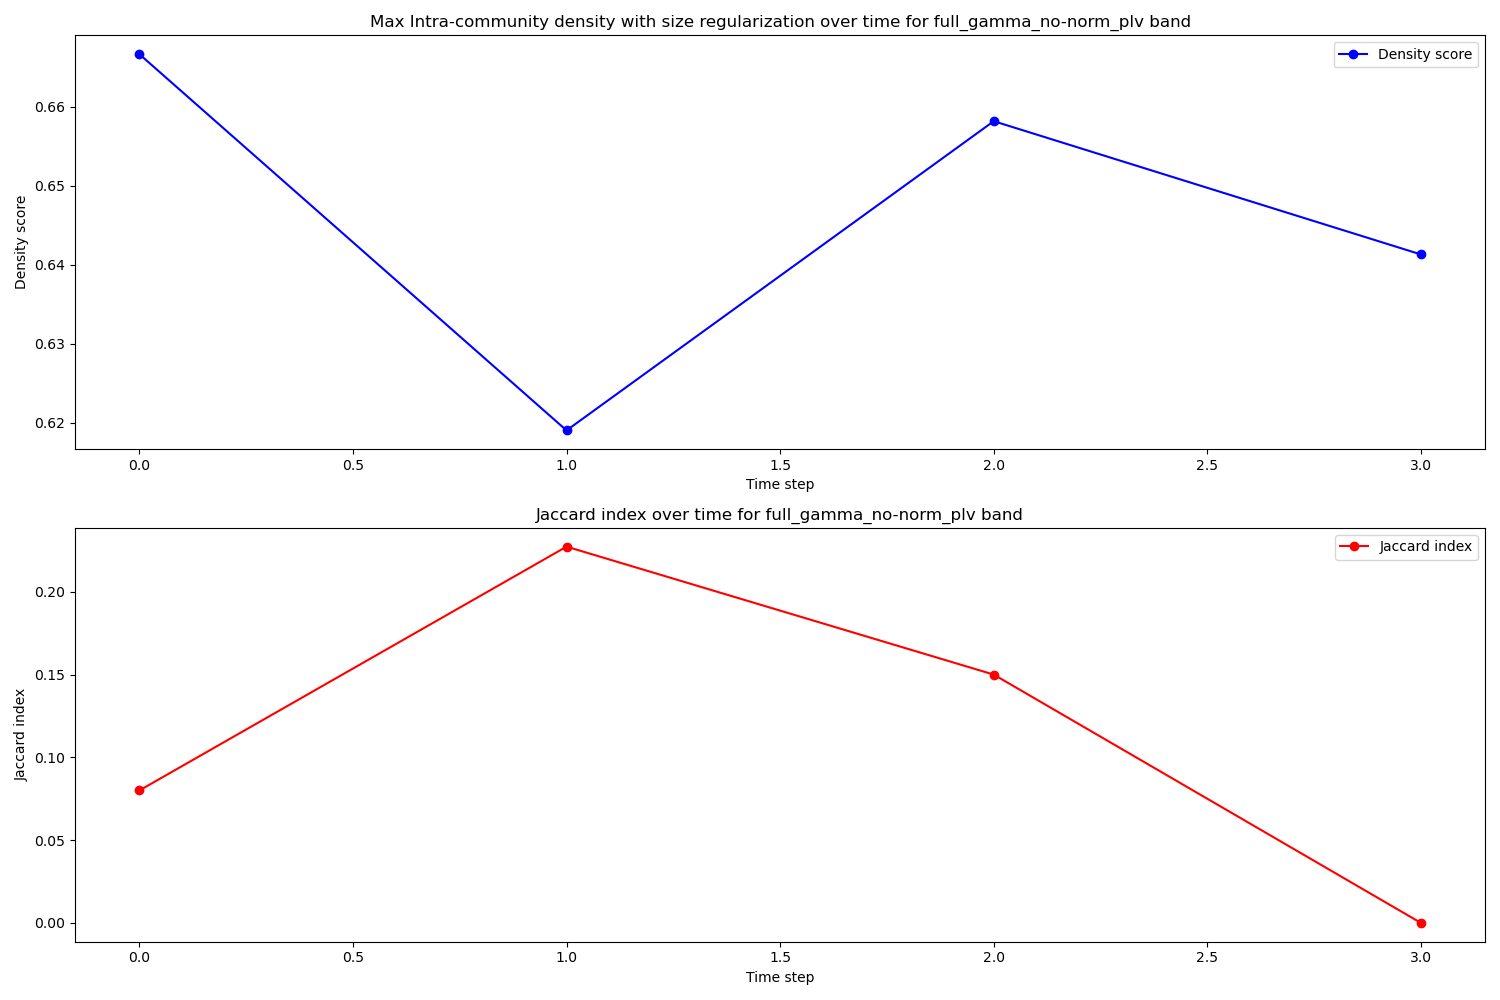 Max Intra-community density with size regularization over time for full_gamma_no-norm_plv band
Density score
0.66
0.65
0.64
0.63
0.62
Density score
0.0 0.5 1.0 1.5 2.0 2.5 3.0
Time step
Jaccard index over time for full_gamma_no-norm_plv band
Jaccard index
0.20
0.15
0.10
0.05
0.00
Jaccard index
0.0 0.5 1.0 1.5 2.0 2.5 3.0
Time step